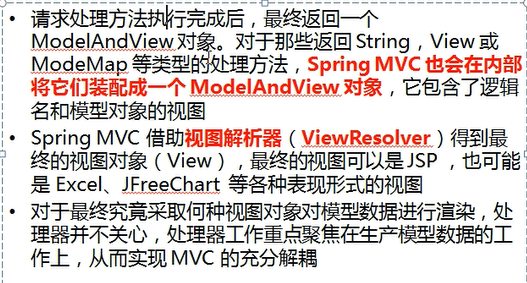 • 请求处理方法执行完成后，最终返回一个
ModelAndView 对象。对于那些返回 String，View 或
ModeMap 等类型的处理方法，Spring MVC 也会在内部
将它们装配成一个 ModelAndView 对象，它包含了逻辑
名和模型对象的视图
• Spring MVC 借助视图解析器（ViewResolver）得到最
终的视图对象（View），最终的视图可以是 JSP ，也可能
是 Excel、JFreeChart 等各种表现形式的视图
• 对于最终究竟采取何种视图对象对模型数据进行渲染，处
理器并不关心，处理器工作重点聚焦在生产模型数据的工
作上，从而实现 MVC 的充分解耦